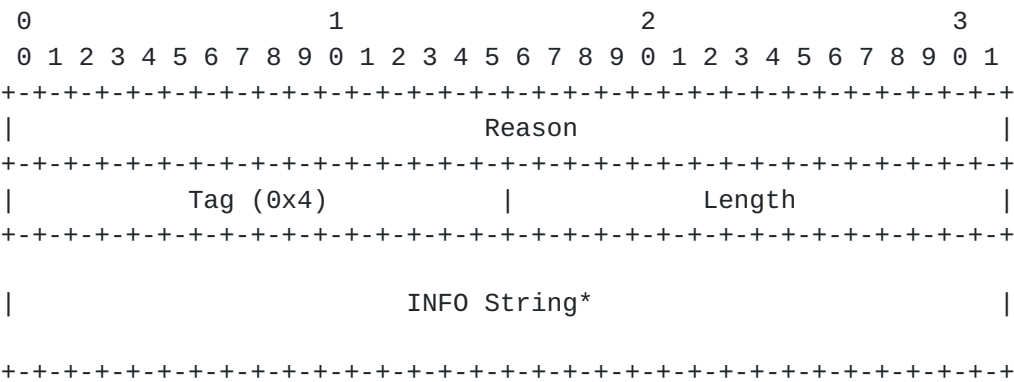 0                   1                   2                   3
 0 1 2 3 4 5 6 7 8 9 0 1 2 3 4 5 6 7 8 9 0 1 2 3 4 5 6 7 8 9 0 1
+-+-+-+-+-+-+-+-+-+-+-+-+-+-+-+-+-+-+-+-+-+-+-+-+-+-+-+-+-+-+-+-+
|                              Reason                           |
+-+-+-+-+-+-+-+-+-+-+-+-+-+-+-+-+-+-+-+-+-+-+-+-+-+-+-+-+-+-+-+-+
|           Tag (0x4)           |            Length             |
+-+-+-+-+-+-+-+-+-+-+-+-+-+-+-+-+-+-+-+-+-+-+-+-+-+-+-+-+-+-+-+-+
|                         INFO String*                          |
+-+-+-+-+-+-+-+-+-+-+-+-+-+-+-+-+-+-+-+-+-+-+-+-+-+-+-+-+-+-+-+-+